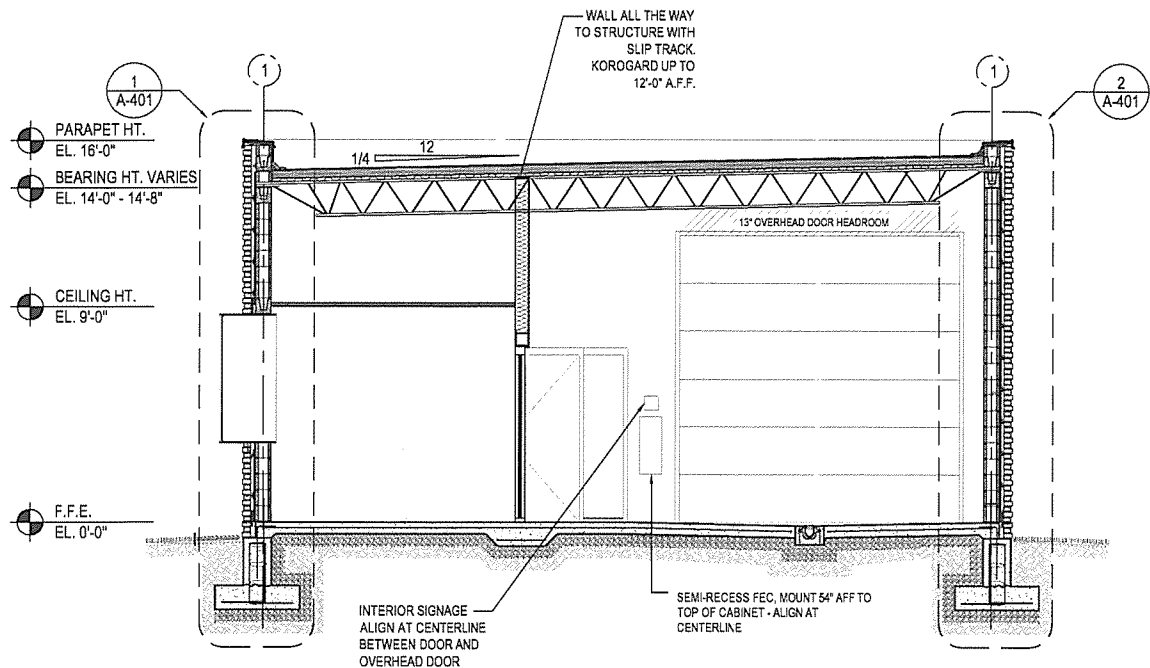 WALL ALL THE WAY
TO STRUCTURE WITH
SLIP TRACK.
KOROGARD UP TO
12'-0" A.F.F.
1
A-401
1
1
2
A-401
PARAPET HT.
EL. 16'-0"
12
1/4
BEARING HT. VARIES
EL. 14'-0" - 14'-8"
13" OVERHEAD DOOR HEADROOM
CEILING HT.
EL. 9'-0"
F.F.E.
EL. 0'-0"
INTERIOR SIGNAGE
ALIGN AT CENTERLINE
BETWEEN DOOR AND
OVERHEAD DOOR
SEMI-RECESS FEC, MOUNT 54" AFF TO
TOP OF CABINET - ALIGN AT
CENTERLINE